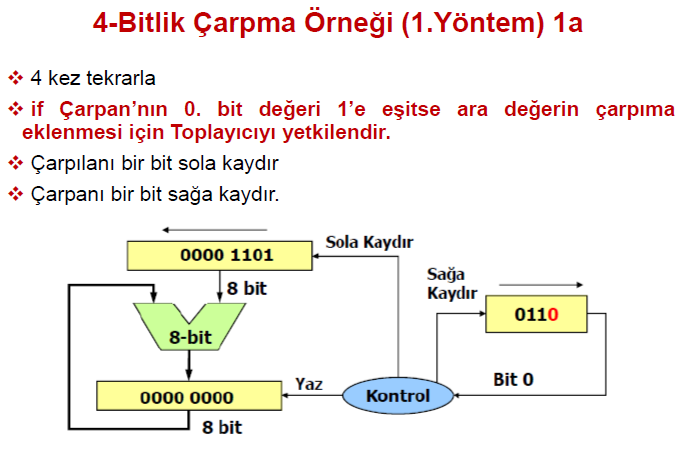 4-Bitlik Çarpma Örneği (1.Yöntem) 1a
❖ 4 kez tekrarla
❖ if Çarpan’nın 0. bit değeri 1’e eşitse ara değerin çarpıma
eklenmesi için Toplayıcıyı yetkilendir.
❖ Çarpılanı bir bit sola kaydır
❖ Çarpanı bir bit sağa kaydır.
Sola Kaydır
0000 1101
8 bit
Sağa
Kaydır
0110
8-bit
Yaz
Bit 0
0000 0000
Kontrol
8 bit